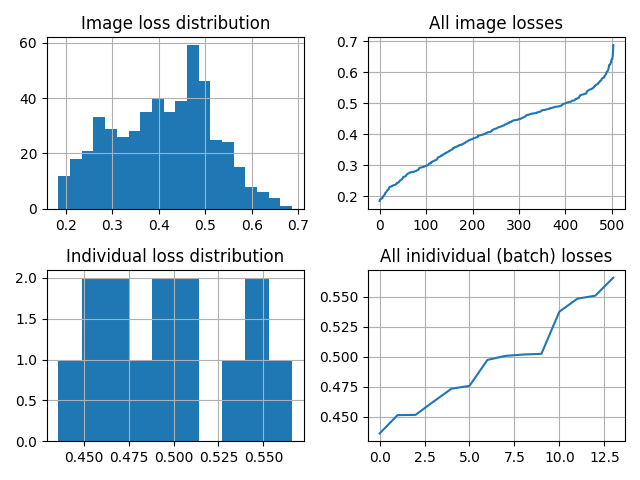 Image loss distribution
60
40
20
0
0.2 0.3 0.4 0.5 0.6 0.7
All image losses
0.7
0.6
0.5
0.4
0.3
0.2
0 100 200 300 400 500
Individual loss distribution
2.0
1.5
1.0
0.5
0.0
0.450 0.475 0.500 0.525 0.550
All inidividual (batch) losses
0.550
0.525
0.500
0.475
0.450
0.0 2.5 5.0 7.5 10.0 12.5